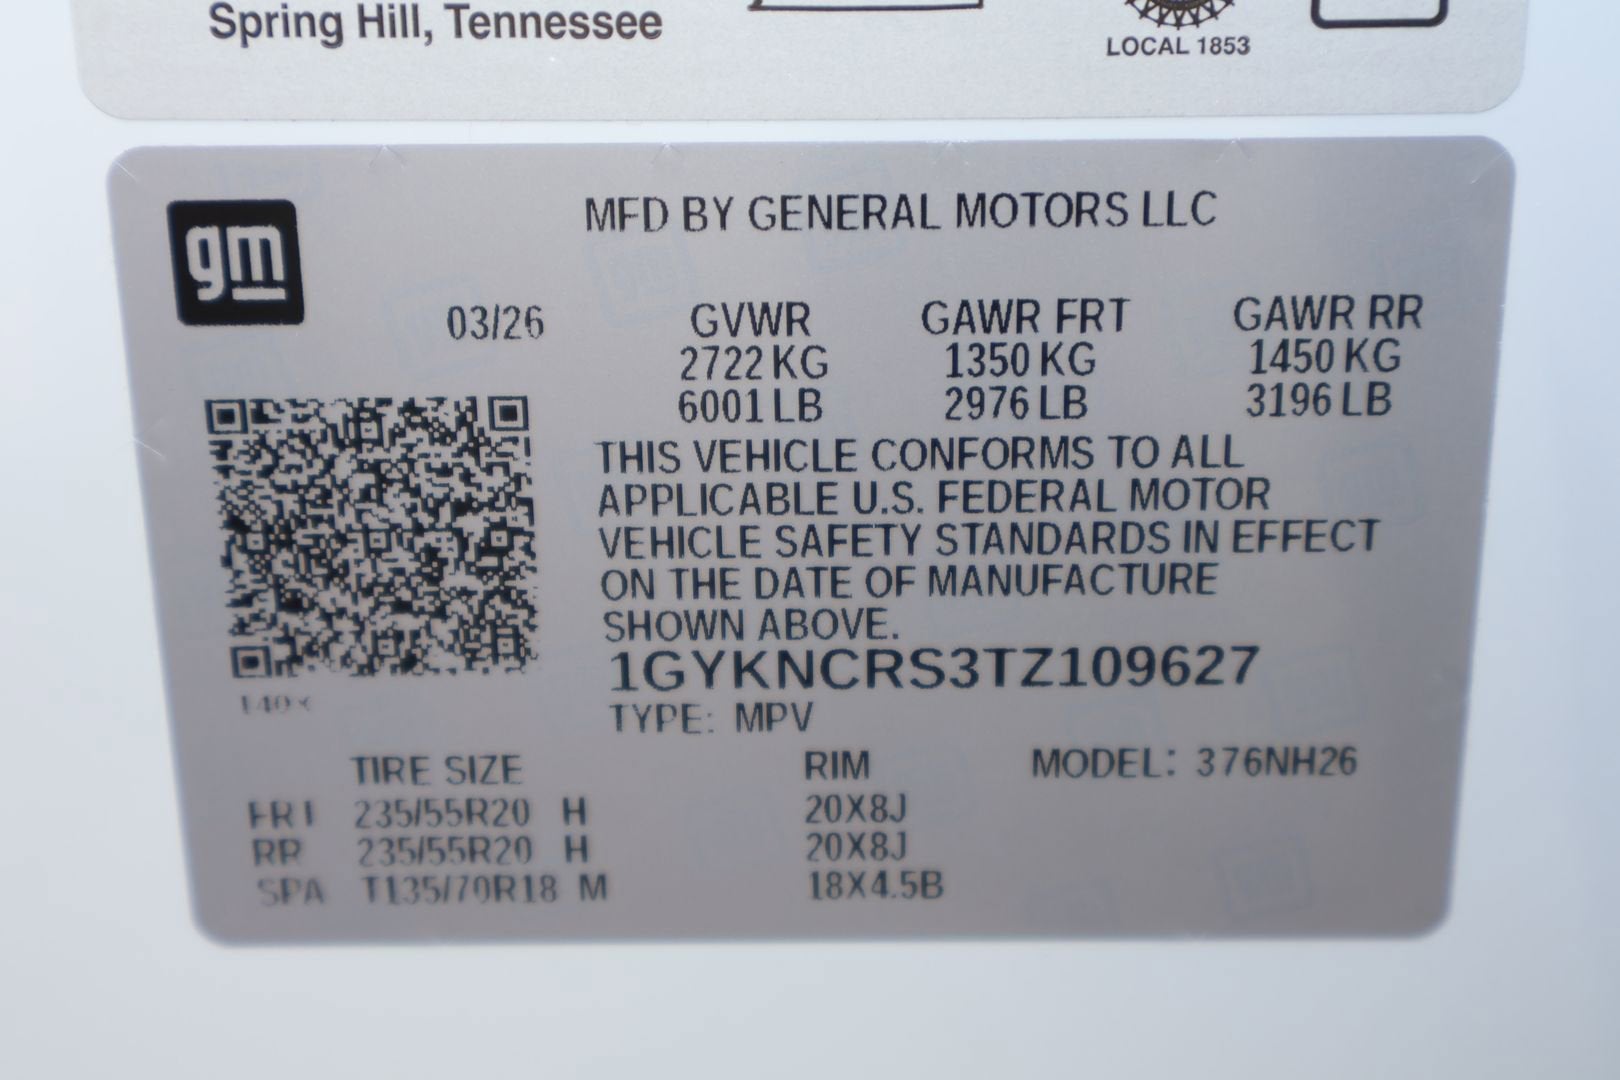 Spring Hill, Tennessee
LOCAL 1853
gm
MFD BY GENERAL MOTORS LLC
03/26
GVWR GAWR FRT GAWR RR
2722 KG 1350 KG 1450 KG
6001 LB 2976 LB 3196 LB
THIS VEHICLE CONFORMS TO ALL
APPLICABLE U.S. FEDERAL MOTOR
VEHICLE SAFETY STANDARDS IN EFFECT
ON THE DATE OF MANUFACTURE
SHOWN ABOVE.
1GYKNCRS3TZ109627
TYPE: MPV
TIRE SIZE RIM MODEL: 376NH26
FRT 235/55R20 H 20X8J
RR 235/55R20 H 20X8J
SPA T135/70R18 M 18X4.5B